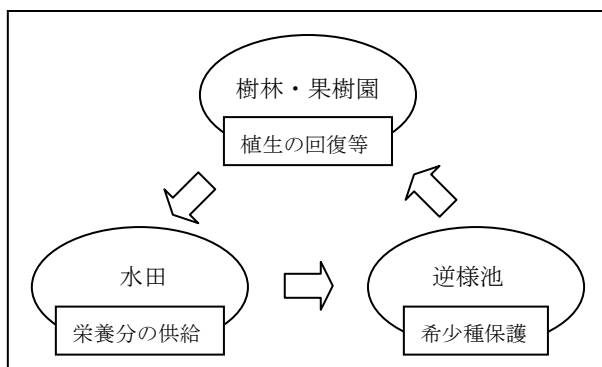 樹林・果樹園
植生の回復等
水田
栄養分の供給
逆様池
希少種保護